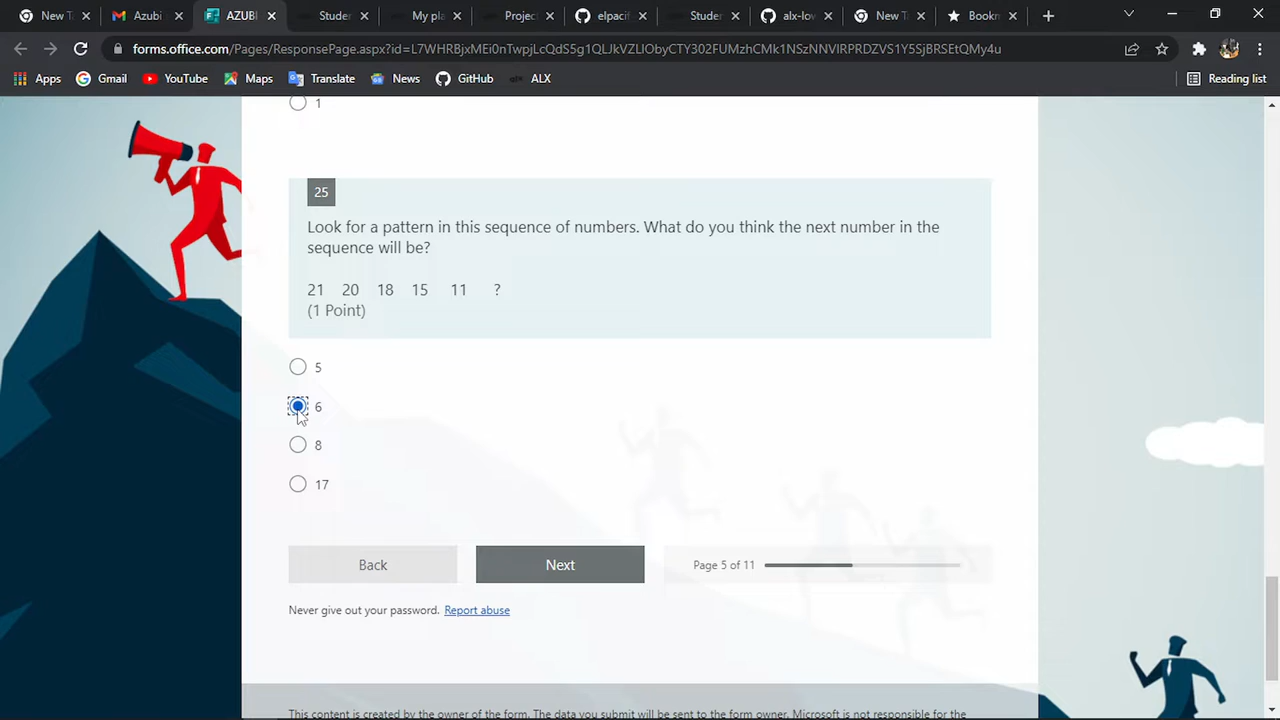 New T
Azubi
AZUBI
Studer
My pla
Project
elpacif
Studer
alx-lov
New T
Bookm
forms.office.com/Pages/ResponsePage.aspx?id=L7WHRBjxMEi0nTwpjLcQdS5g1QLJkVZLlObyCTY302FUMzhCMk1NSzNNVlRPRDZVS1Y5SjBRSEtQMy4u
Apps Gmail YouTube Maps Translate News GitHub ALX Reading list
1
25
Look for a pattern in this sequence of numbers. What do you think the next number in the
sequence will be?
21 20 18 15 11 ?
(1 Point)
5
6
8
17
Back Next Page 5 of 11
Never give out your password. Report abuse
This content is created by the owner of the form. The data you submit will be sent to the form owner. Microsoft is not responsible for the